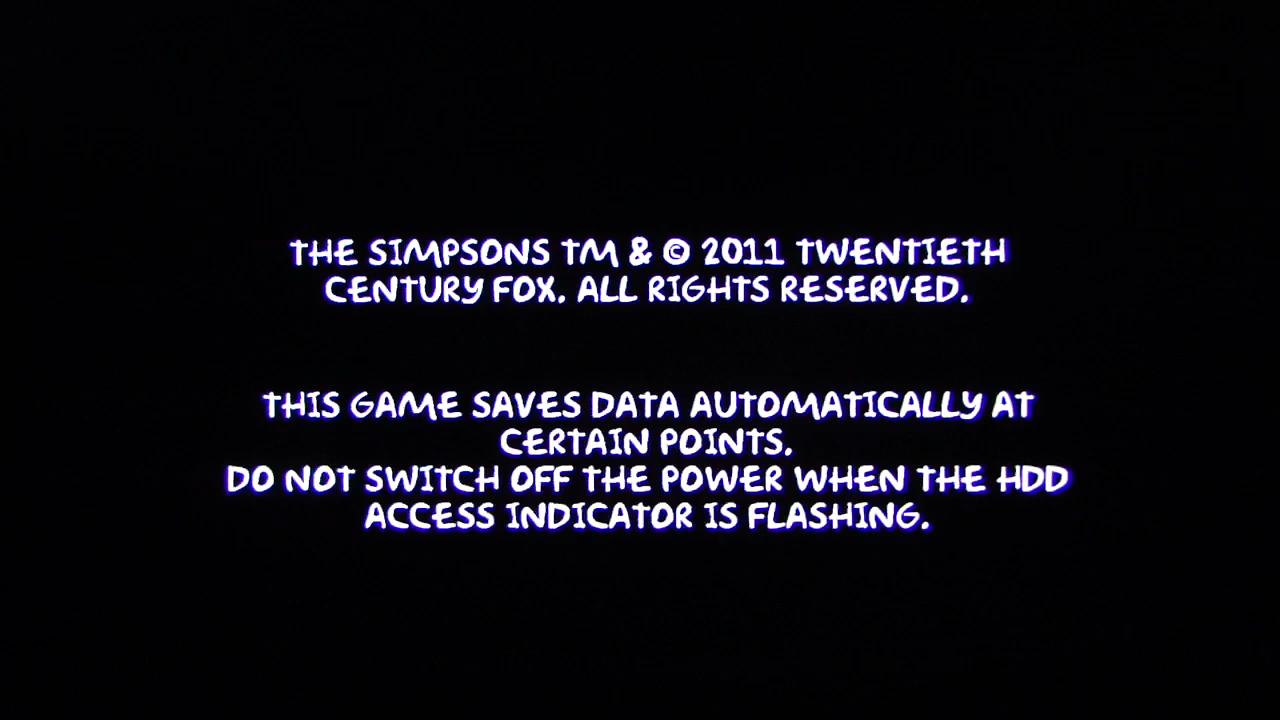 THE SIMPSONS TM & © 2011 TWENTIETH
CENTURY FOX. ALL RIGHTS RESERVED.
THIS GAME SAVES DATA AUTOMATICALLY AT
CERTAIN POINTS.
DO NOT SWITCH OFF THE POWER WHEN THE HDD
ACCESS INDICATOR IS FLASHING.